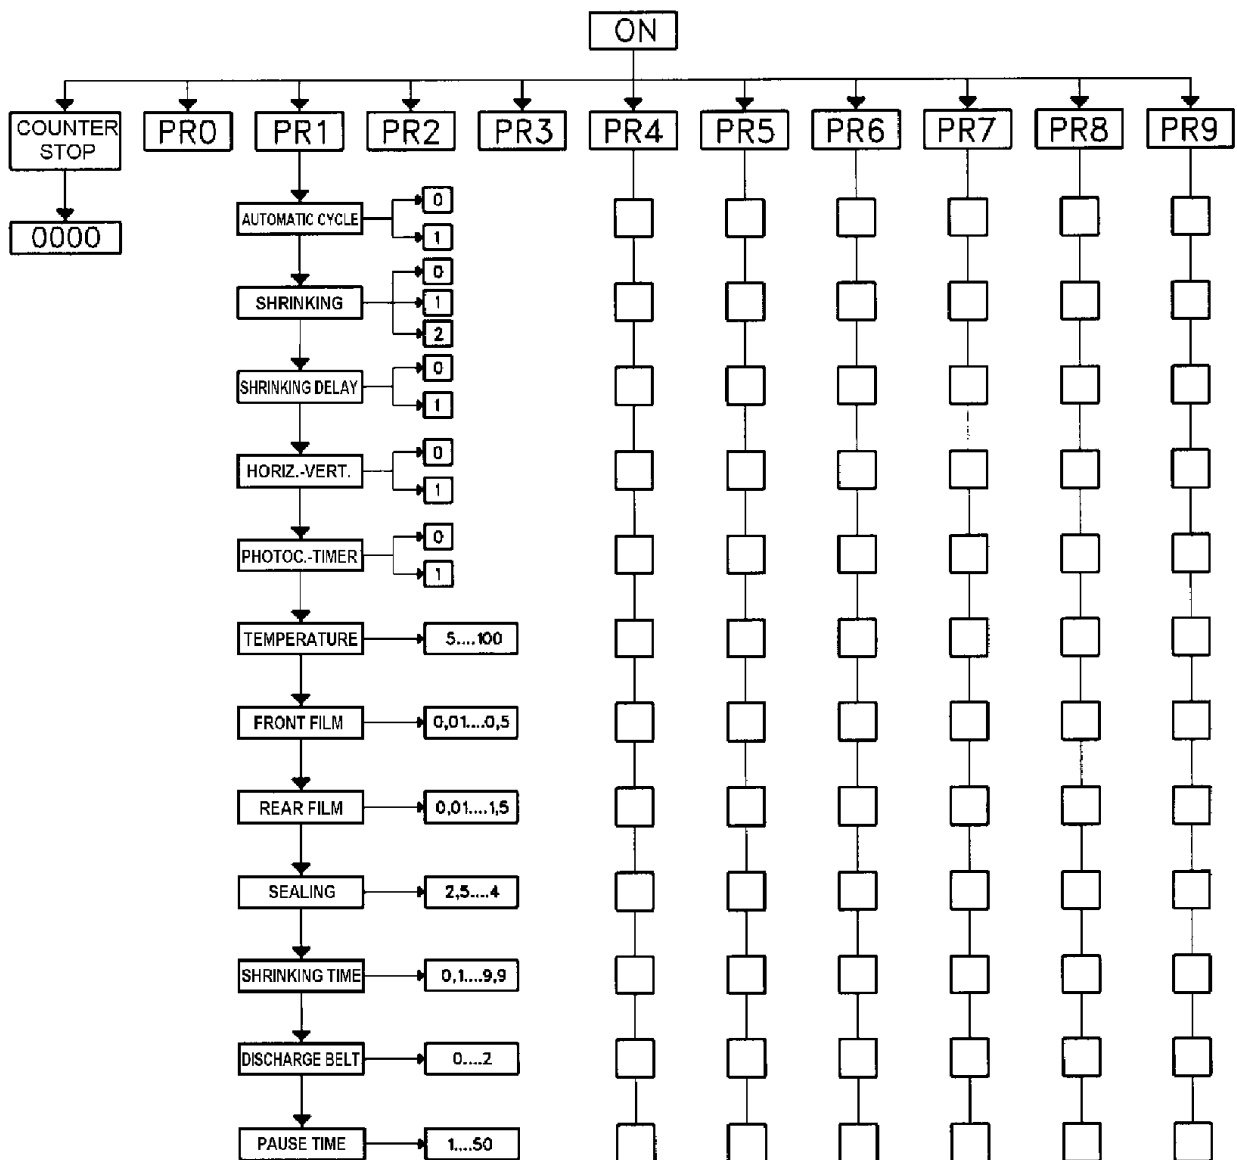 ON
COUNTER STOP
PR0
PR1
PR2
PR3
PR4
PR5
PR6
PR7
PR8
PR9
0000
AUTOMATIC CYCLE
0
1
SHRINKING
0
1
2
SHRINKING DELAY
0
1
HORIZ.-VERT.
0
1
PHOTOC.-TIMER
0
1
TEMPERATURE
5....100
FRONT FILM
0,01....0,5
REAR FILM
0,01....1,5
SEALING
2,5....4
SHRINKING TIME
0,1....9,9
DISCHARGE BELT
0....2
PAUSE TIME
1....50